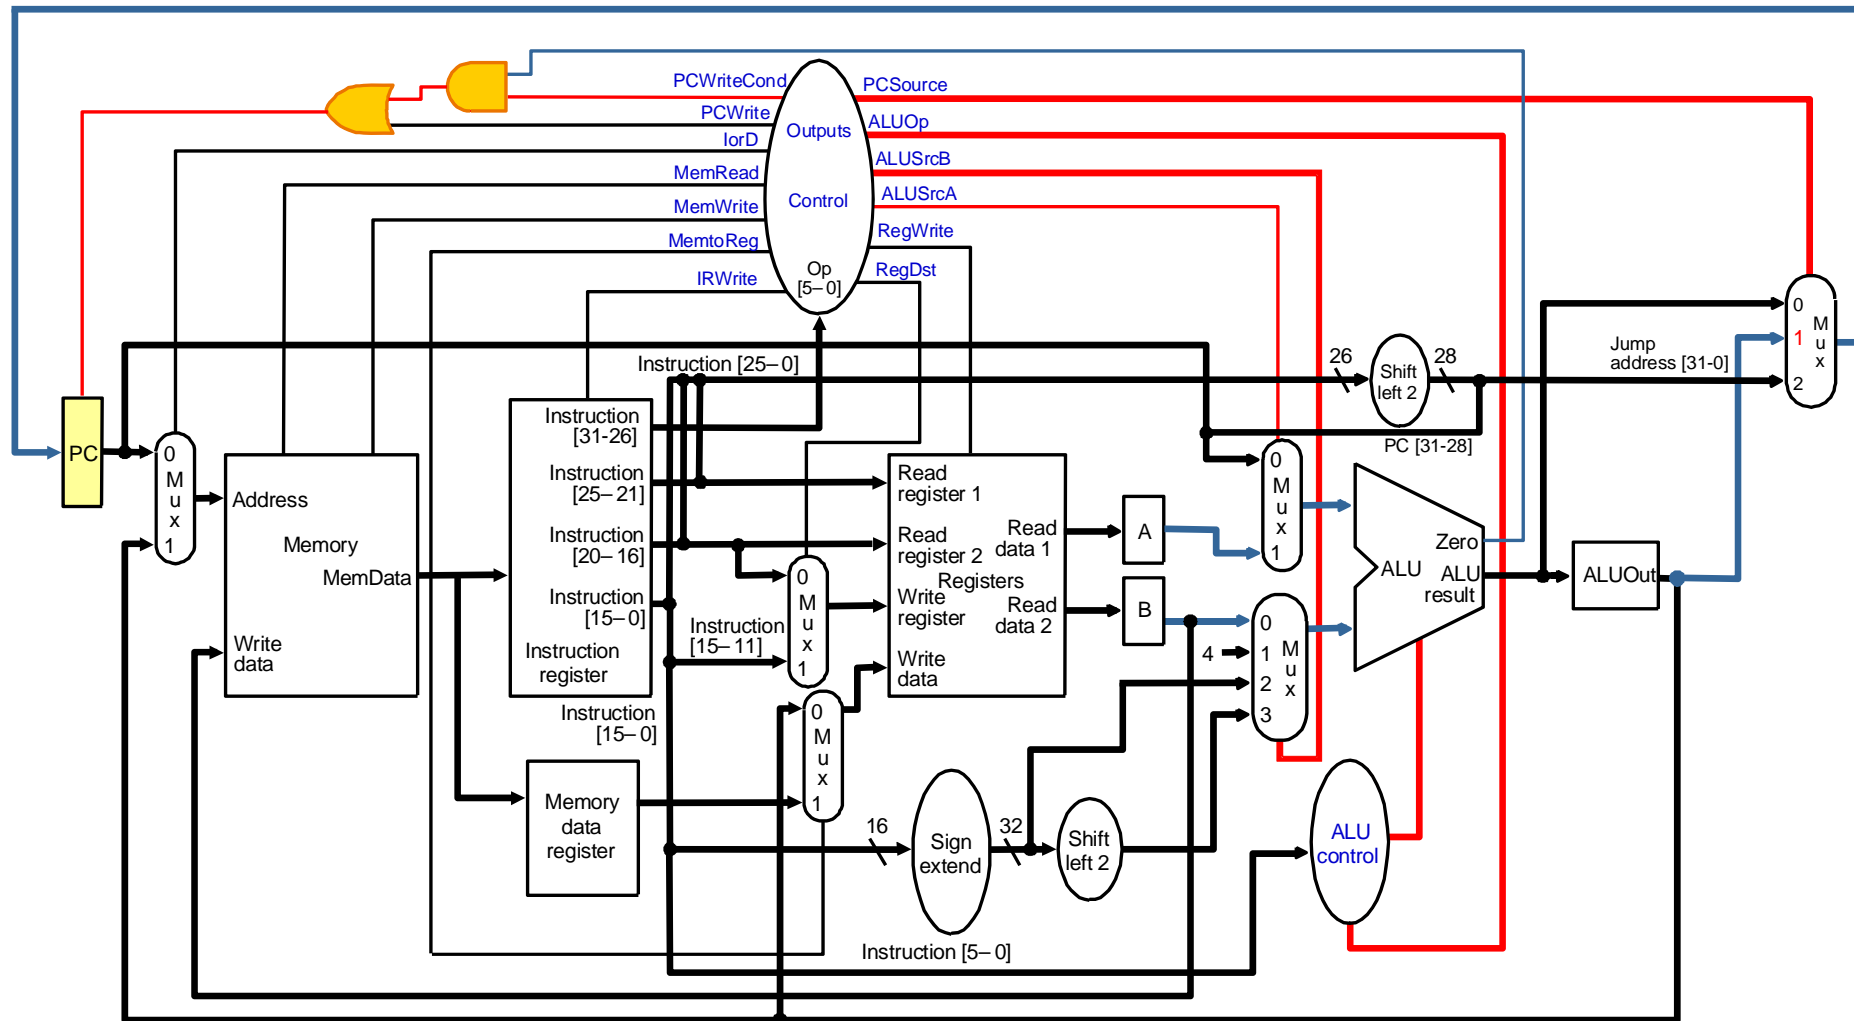 PCWriteCond
PCSource
PCWrite
ALUOp
Outputs
IorD
ALUSrcB
MemRead
ALUSrcA
Control
MemWrite
RegWrite
MemtoReg
RegDst
Op
[5–0]
IRWrite
0
M
u
x
1
2
Jump
address [31-0]
Instruction [25–0]
26
Shift
left 2
28
PC [31-28]
PC
0
M
u
x
1
Address
Memory
MemData
Write
data
Instruction
[31-26]
Instruction
[25–21]
Instruction
[20–16]
Instruction
[15–0]
Instruction
register
Instruction
[15–11]
0
M
u
x
1
Read
register 1
Read
register 2
Registers
Write
register
Write
data
Read
data 1
Read
data 2
A
B
0
M
u
x
1
0
4
1
M
u
x
2
3
Zero
ALU
ALU
result
ALUOut
Instruction
[15–0]
0
M
u
x
1
Memory
data
register
16
Sign
extend
32
Shift
left 2
ALU
control
Instruction [5–0]